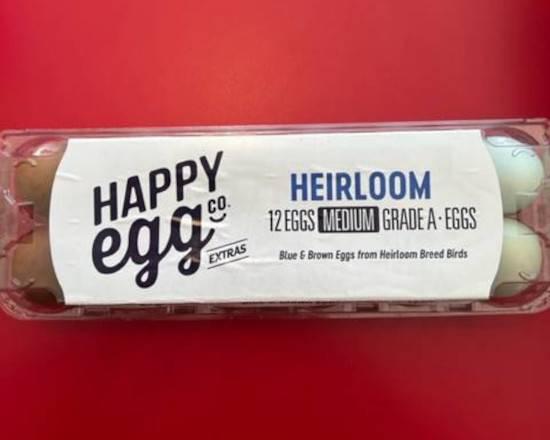 HAPPY
egg CO.
EXTRAS
HEIRLOOM
12 EGGS MEDIUM GRADE A · EGGS
Blue & Brown Eggs from Heirloom Breed Birds